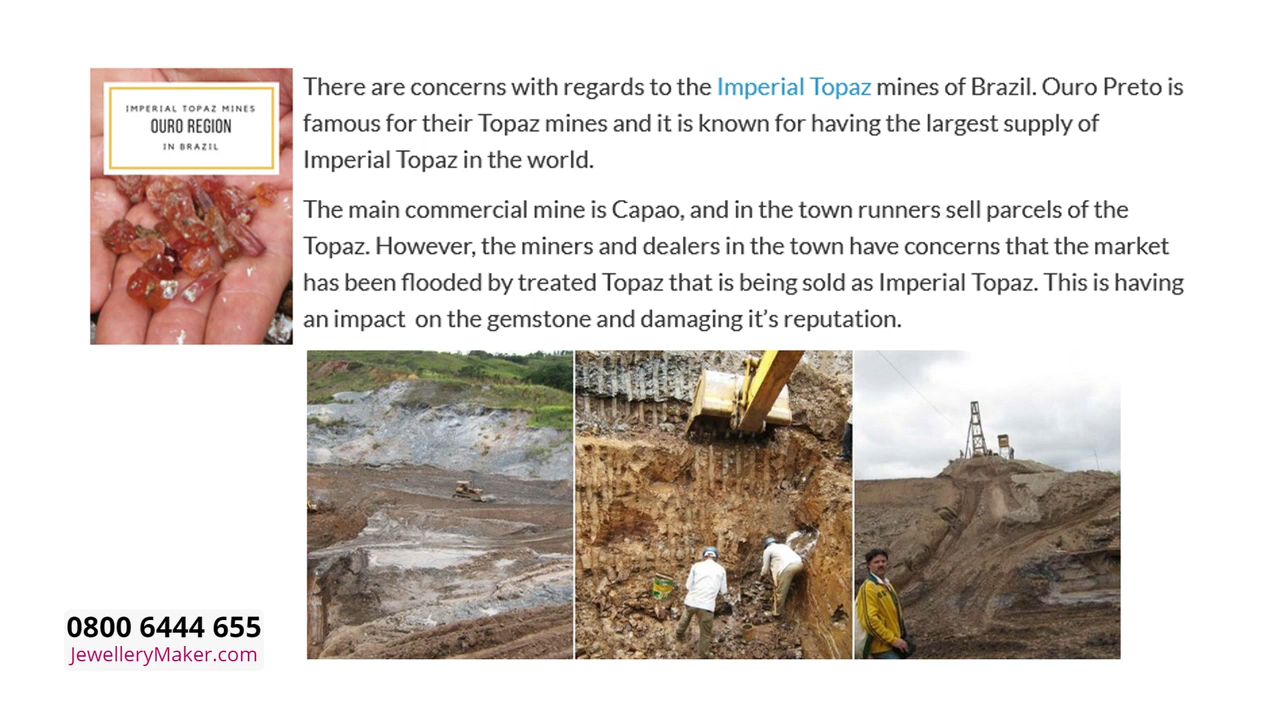 IMPERIAL TOPAZ MINES
OURO REGION
IN BRAZIL
There are concerns with regards to the Imperial Topaz mines of Brazil. Ouro Preto is
famous for their Topaz mines and it is known for having the largest supply of
Imperial Topaz in the world.
The main commercial mine is Capao, and in the town runners sell parcels of the
Topaz. However, the miners and dealers in the town have concerns that the market
has been flooded by treated Topaz that is being sold as Imperial Topaz. This is having
an impact  on the gemstone and damaging it’s reputation.
0800 6444 655
JewelleryMaker.com